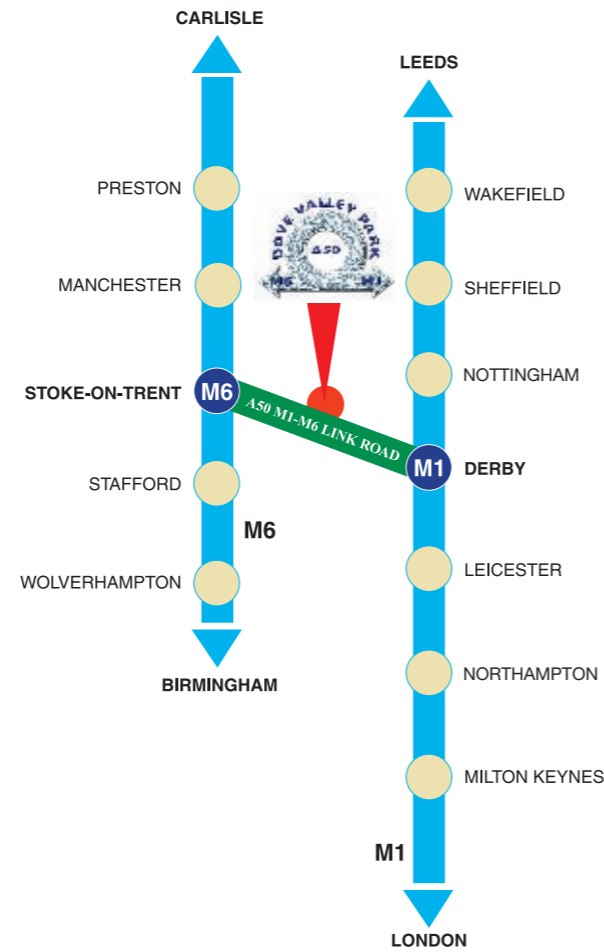 CARLISLE
LEEDS
PRESTON
WAKEFIELD
DOVE VALLEY PARK
A50
M6 M1
MANCHESTER
SHEFFIELD
NOTTINGHAM
STOKE-ON-TRENT
M6
A50 M1-M6 LINK ROAD
M1
DERBY
STAFFORD
M6
WOLVERHAMPTON
LEICESTER
BIRMINGHAM
NORTHAMPTON
MILTON KEYNES
M1
LONDON